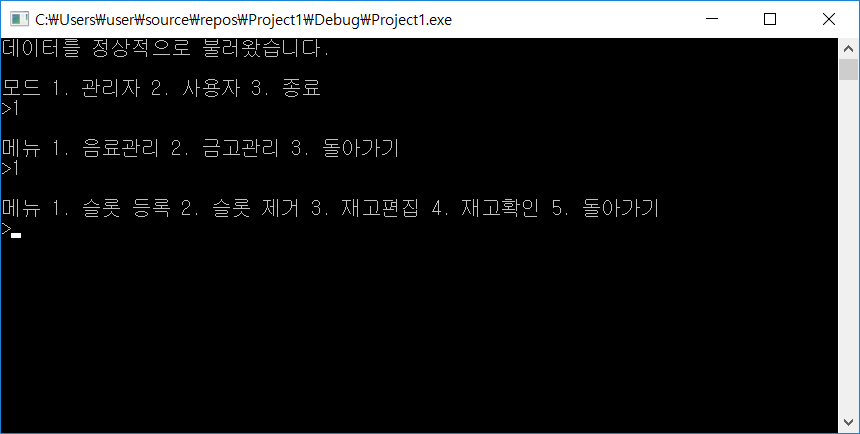 C:₩Users₩user₩source₩repos₩Project1₩Debug₩Project1.exe
데이터를 정상적으로 불러왔습니다.
모드 1. 관리자 2. 사용자 3. 종료
>1
메뉴 1. 음료관리 2. 금고관리 3. 돌아가기
>1
메뉴 1. 슬롯 등록 2. 슬롯 제거 3. 재고편집 4. 재고확인 5. 돌아가기
>